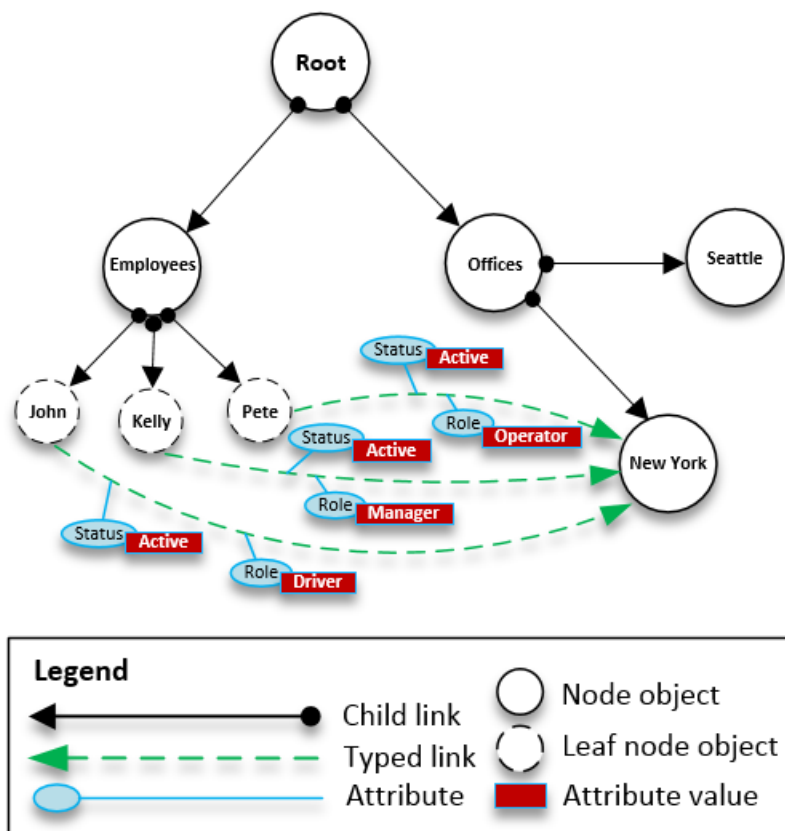 Root
Employees
Offices
Seattle
Status Active
John
Kelly
Pete
Role Operator
Status Active
New York
Role Manager
Status Active
Role Driver
Legend
Child link
Node object
Typed link
Leaf node object
Attribute
Attribute value